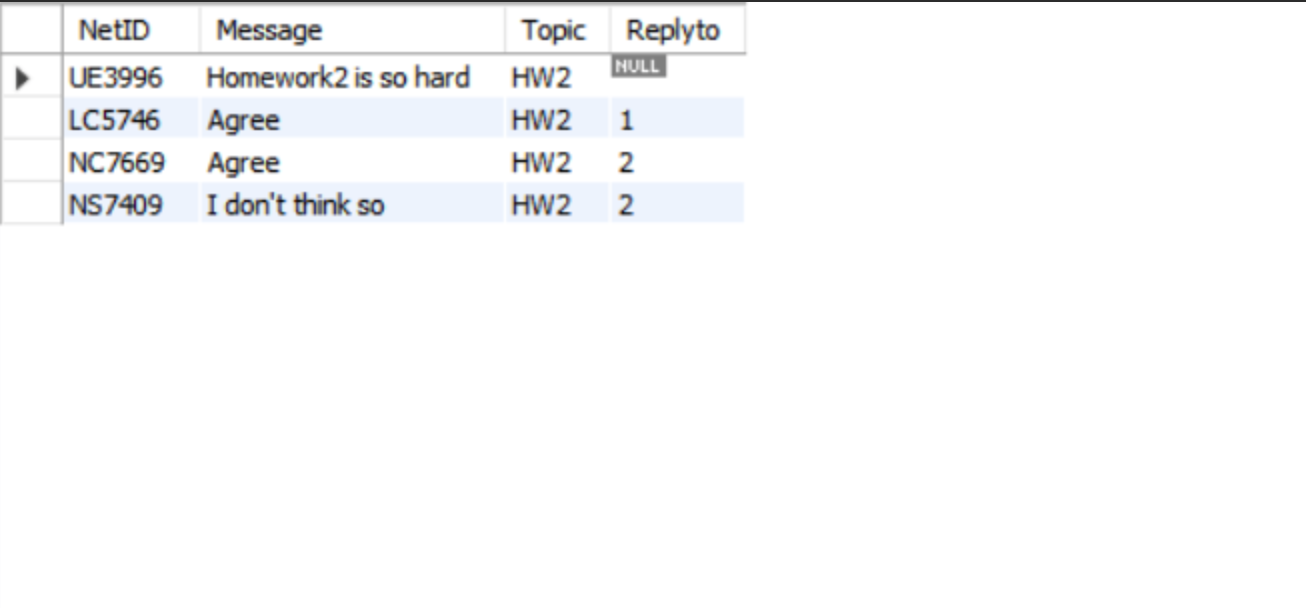 NetID Message Topic Replyto
UE3996 Homework2 is so hard HW2 NULL
LC5746 Agree HW2 1
NC7669 Agree HW2 2
NS7409 I don't think so HW2 2